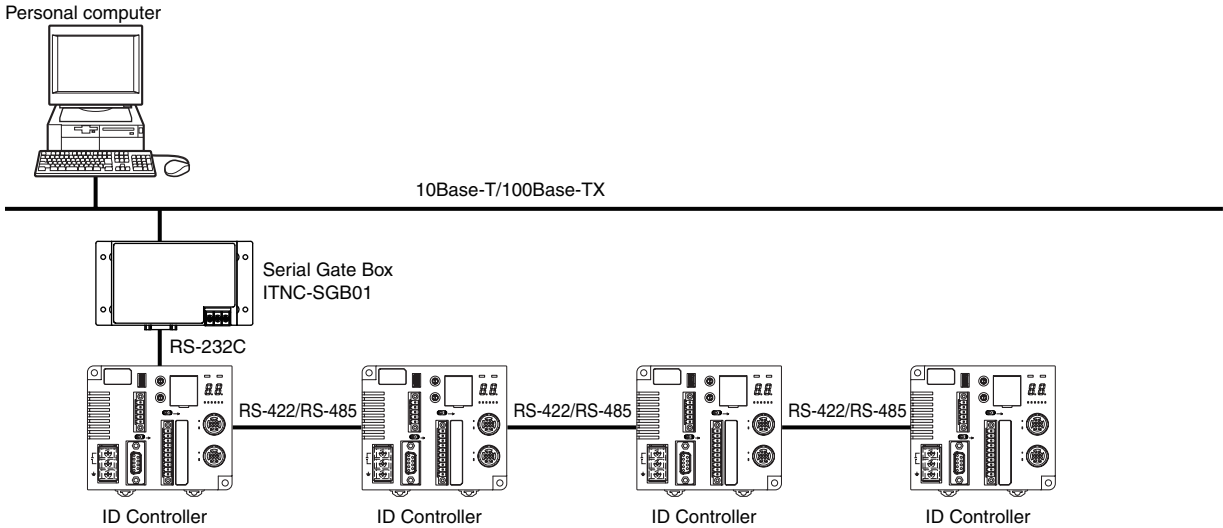 Personal computer
10Base-T/100Base-TX
Serial Gate Box
ITNC-SGB01
RS-232C
RS-422/RS-485
RS-422/RS-485
RS-422/RS-485
ID Controller
ID Controller
ID Controller
ID Controller